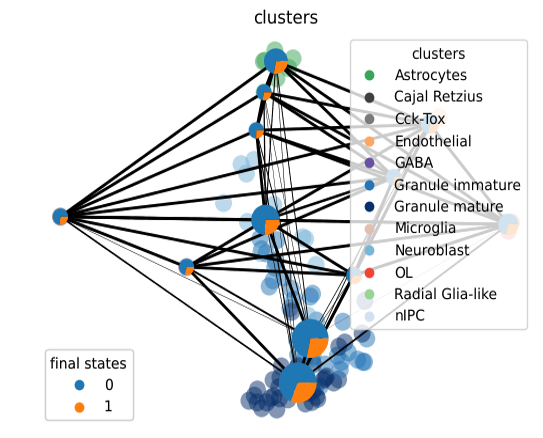 clusters
clusters
Astrocytes
Cajal Retzius
Cck-Tox
Endothelial
GABA
Granule immature
Granule mature
Microglia
Neuroblast
OL
Radial Glia-like
nIPC
final states
0
1